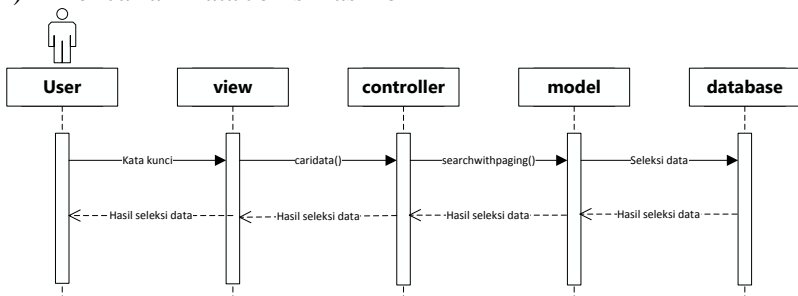 User
view
controller
model
database
Kata kunci
caridata()
searchwithpaging()
Seleksi data
Hasil seleksi data
Hasil seleksi data
Hasil seleksi data
Hasil seleksi data